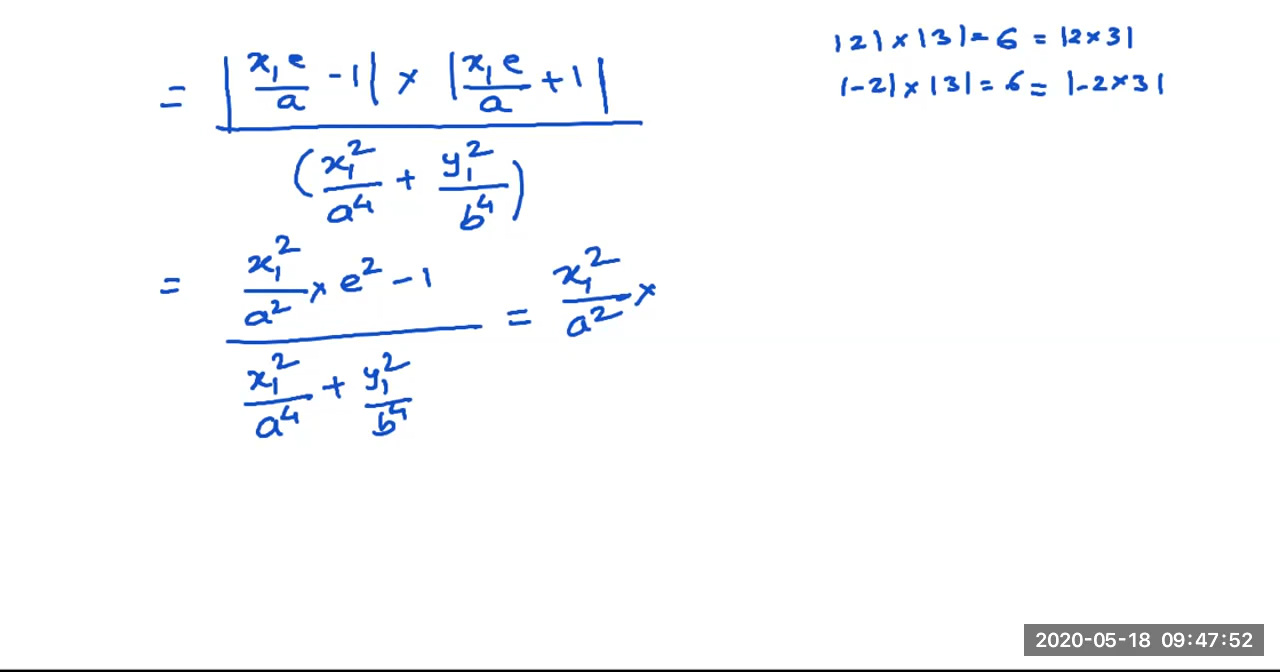 |2| × |3| = 6 = |2×3|
|-2| × |3| = 6 = |-2×3|
= |x₁e/a - 1| × |x₁e/a + 1| / (x₁²/a⁴ + y₁²/b⁴)
= (x₁²/a² × e² - 1) / (x₁²/a⁴ + y₁²/b⁴) = x₁²/a² ×
2020-05-18 09:47:52